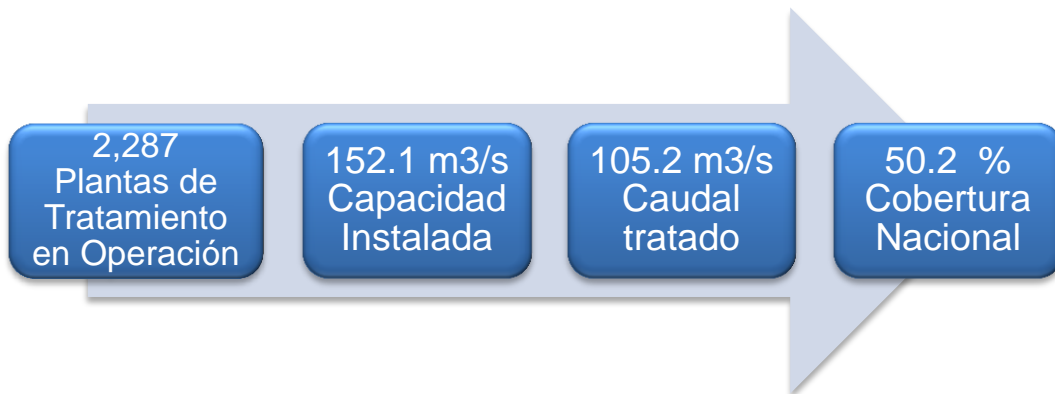 2,287
Plantas de
Tratamiento
en Operación
152.1 m3/s
Capacidad
Instalada
105.2 m3/s
Caudal
tratado
50.2 %
Cobertura
Nacional